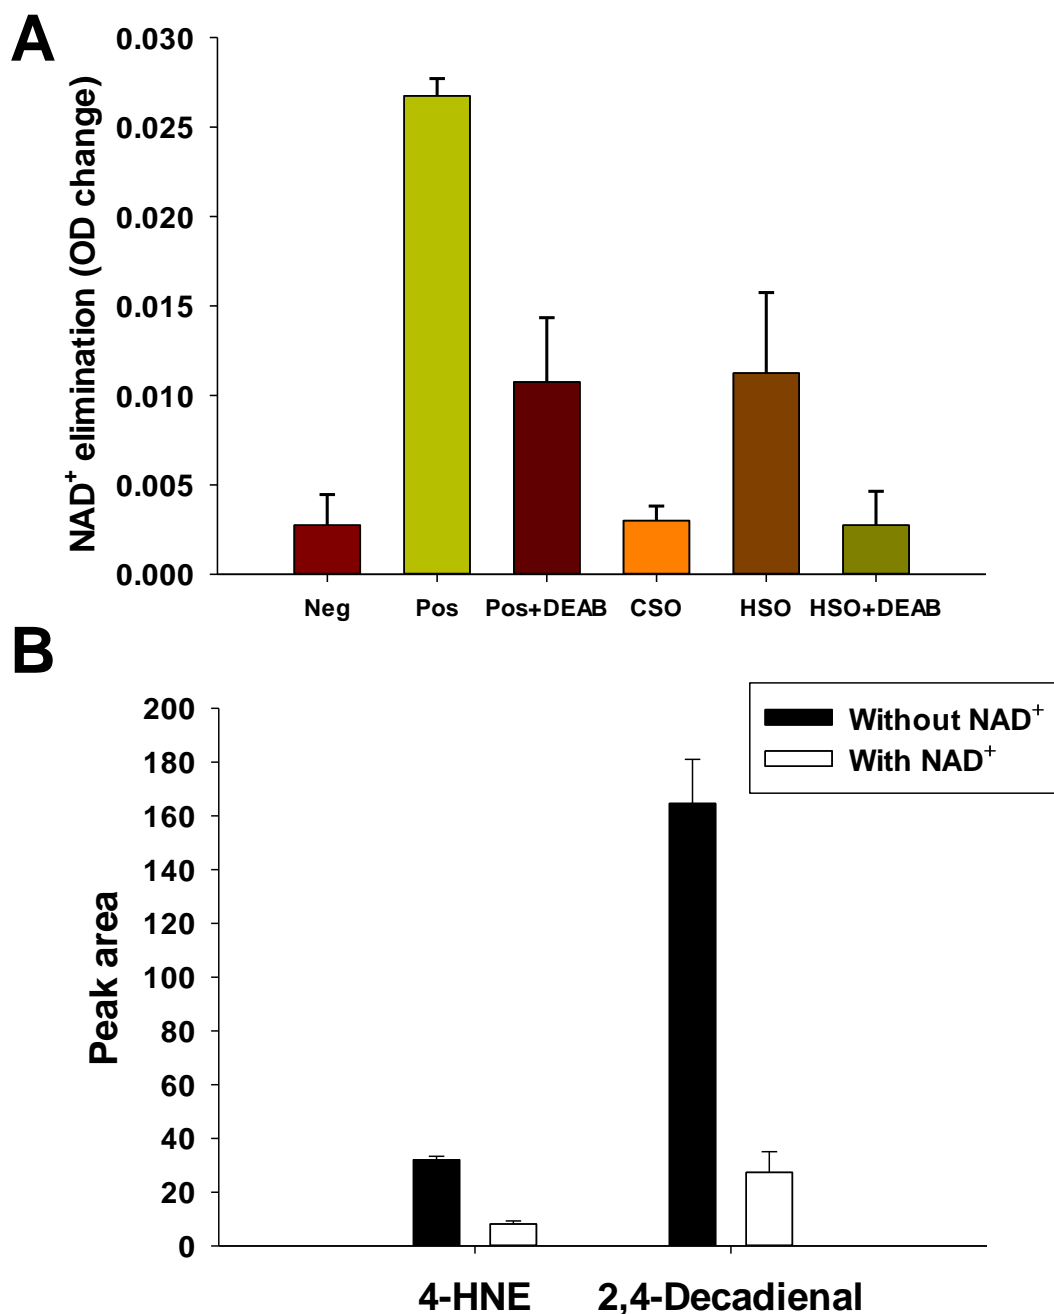 A
NAD+ elimination (OD change)
0.030
0.025
0.020
0.015
0.010
0.005
0.000
Neg Pos Pos+DEAB CSO HSO HSO+DEAB
B
Without NAD+
With NAD+
Peak area
200
180
160
140
120
100
80
60
40
20
0
4-HNE 2,4-Decadienal